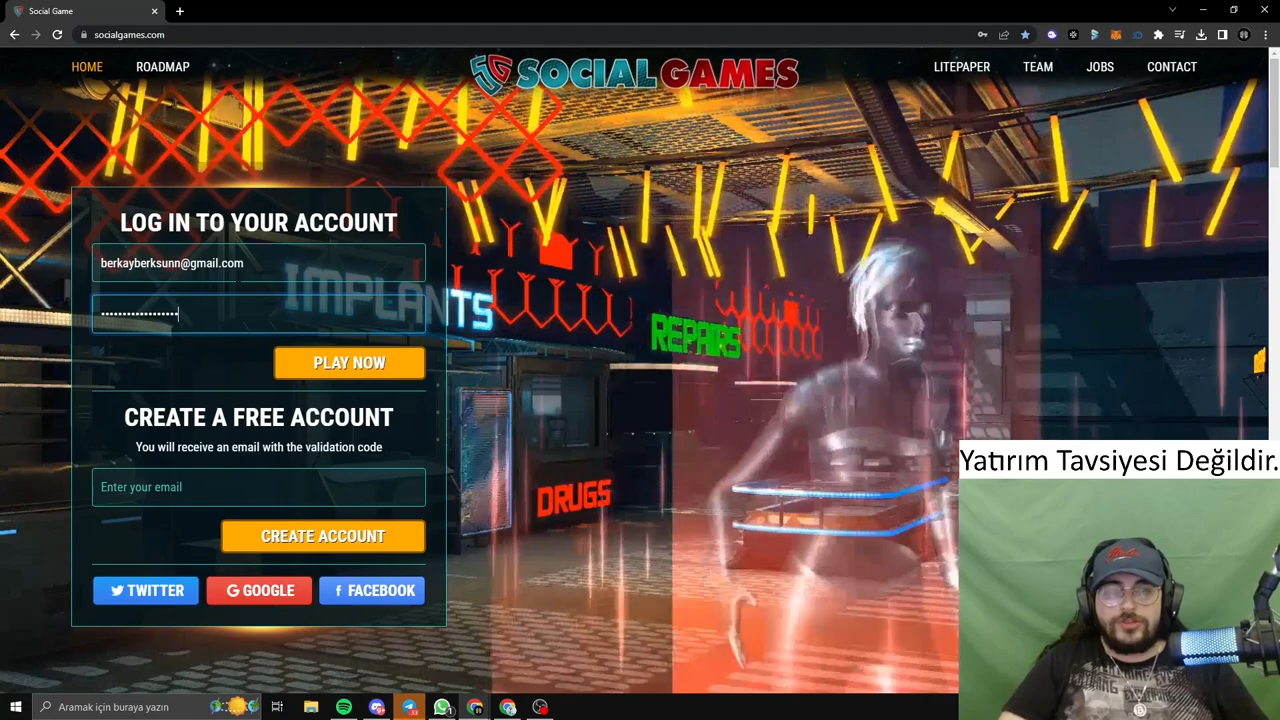 Social Game
socialgames.com
HOME
ROADMAP
SG SOCIAL GAMES
LITEPAPER
TEAM
JOBS
CONTACT
LOG IN TO YOUR ACCOUNT
berkayberksunn@gmail.com
PLAY NOW
CREATE A FREE ACCOUNT
You will receive an email with the validation code
Enter your email
CREATE ACCOUNT
TWITTER
GOOGLE
FACEBOOK
IMPLANTS
REPAIRS
DRUGS
Yatırım Tavsiyesi Değildir.
Aramak için buraya yazın